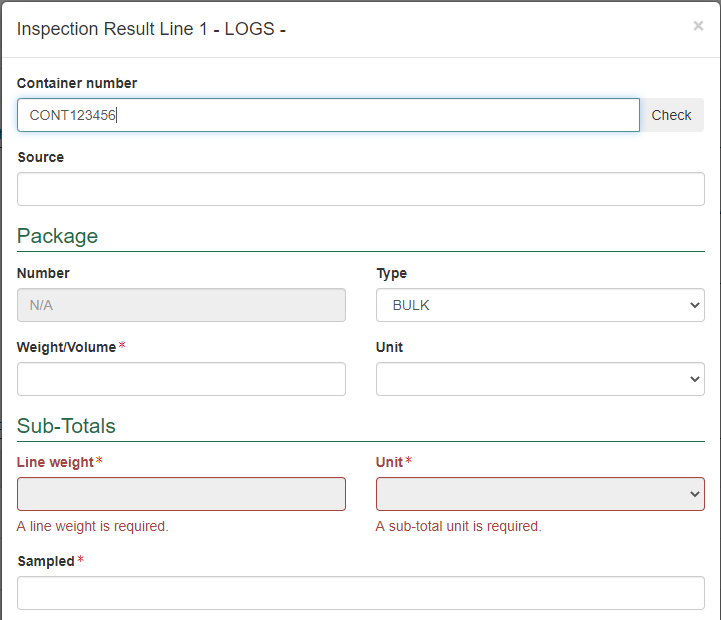 Inspection Result Line 1 - LOGS -
×
Container number
CONT123456
Check
Source
Package
Number
Type
N/A
BULK
Weight/Volume*
Unit
Sub-Totals
Line weight*
Unit*
A line weight is required.
A sub-total unit is required.
Sampled*